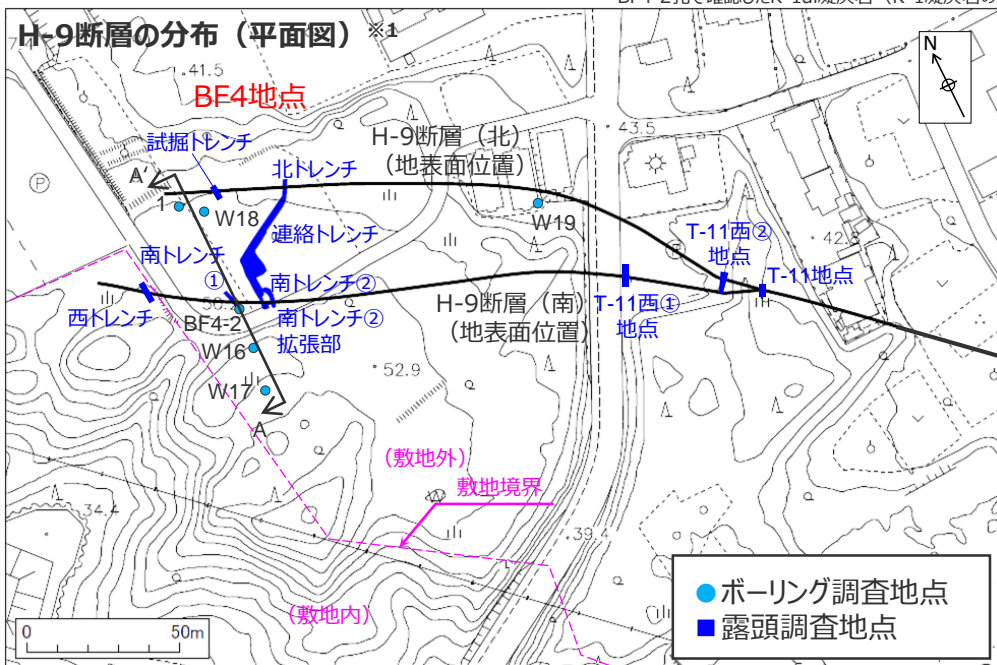 H-9断層の分布（平面図）※1
N
・41.5
BF4地点
・43.5
H-9断層（北）
（地表面位置）
試掘トレンチ
北トレンチ
A'
P
1
W18
W19
連絡トレンチ
T-11西②
地点
P
南トレンチ
①
南トレンチ②
T-11地点
H-9断層（南）
（地表面位置）
T-11西①
地点
西トレンチ
BF4-2
南トレンチ②
拡張部
W16
W17
・52.9
A
（敷地外）
敷地境界
W
・34.4
・39.4
（敷地内）
0
50m
ボーリング調査地点
露頭調査地点